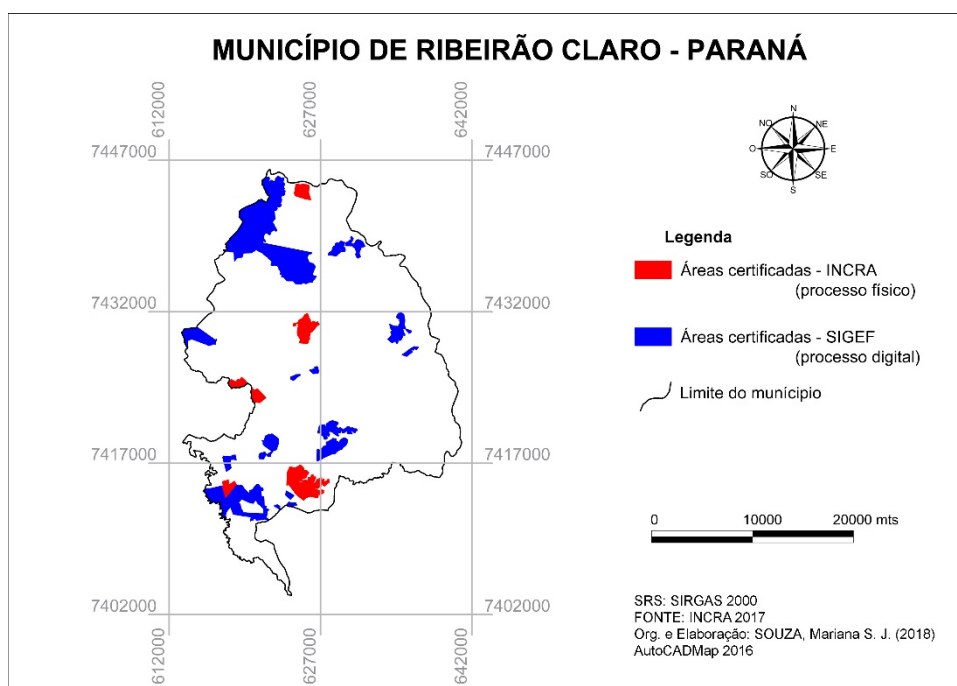 MUNICÍPIO DE RIBEIRÃO CLARO - PARANÁ
612000
627000
642000
7447000
7447000
N
NO
NE
O
E
SO
SE
S
Legenda
Áreas certificadas - INCRA
(processo físico)
7432000
7432000
Áreas certificadas - SIGEF
(processo digital)
Limite do munícipio
7417000
7417000
0
10000
20000 mts
7402000
7402000
612000
627000
642000
SRS: SIRGAS 2000
FONTE: INCRA 2017
Org. e Elaboração: SOUZA, Mariana S. J. (2018)
AutoCADMap 2016